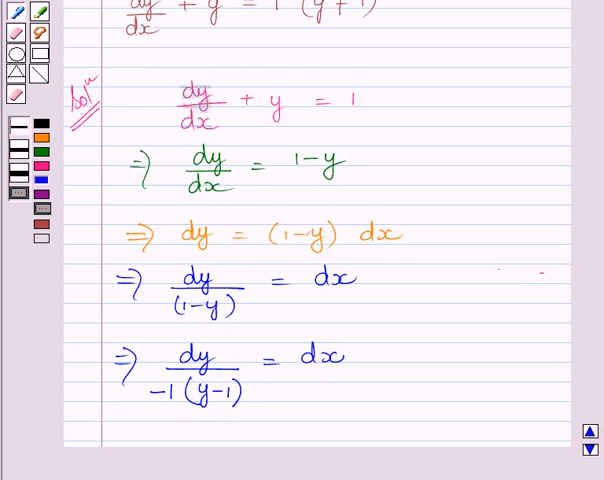 dy/dx + y = 1 (y ≠ 1)
Solⁿ dy/dx + y = 1
⇒ dy/dx = 1-y
⇒ dy = (1-y) dx
⇒ dy/(1-y) = dx
⇒ dy/-1(y-1) = dx